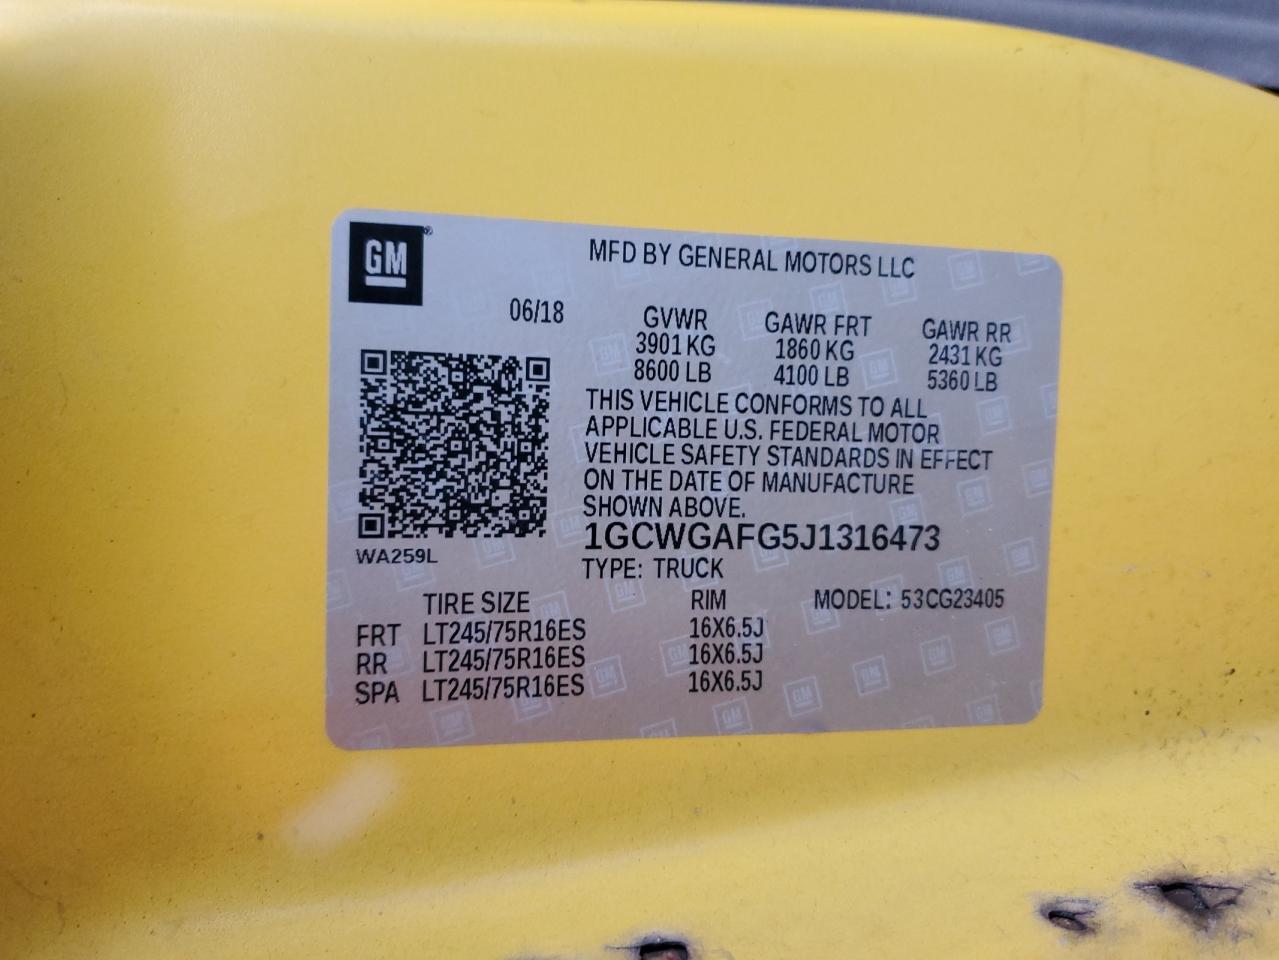 GM®
MFD BY GENERAL MOTORS LLC
06/18
GVWR GAWR FRT GAWR RR
3901 KG 1860 KG 2431 KG
8600 LB 4100 LB 5360 LB
THIS VEHICLE CONFORMS TO ALL
APPLICABLE U.S. FEDERAL MOTOR
VEHICLE SAFETY STANDARDS IN EFFECT
ON THE DATE OF MANUFACTURE
SHOWN ABOVE.
1GCWGAFG5J1316473
WA259L
TYPE: TRUCK
TIRE SIZE RIM MODEL: 53CG23405
FRT LT245/75R16ES 16X6.5J
RR LT245/75R16ES 16X6.5J
SPA LT245/75R16ES 16X6.5J